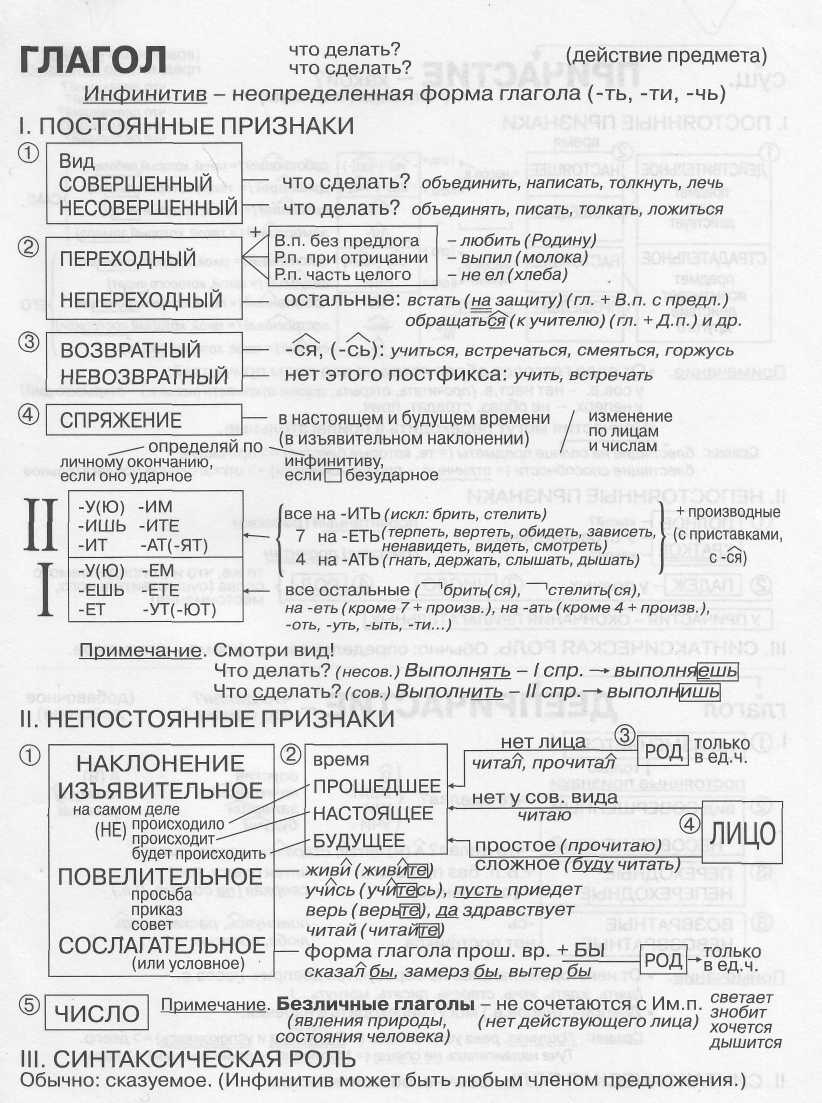 ГЛАГОЛ что делать? (действие предмета)
что сделать?
Инфинитив – неопределенная форма глагола (-ть, -ти, -чь)
I. ПОСТОЯННЫЕ ПРИЗНАКИ
① Вид
СОВЕРШЕННЫЙ что сделать? объединить, написать, толкнуть, лечь
НЕСОВЕРШЕННЫЙ что делать? объединять, писать, толкать, ложиться
② ПЕРЕХОДНЫЙ
+ В.п. без предлога – любить (Родину)
Р.п. при отрицании – выпил (молока)
Р.п. часть целого – не ел (хлеба)
НЕПЕРЕХОДНЫЙ остальные: встать (на защиту) (гл. + В.п. с предл.)
обращаться (к учителю) (гл. + Д.п.) и др.
③ ВОЗВРАТНЫЙ -ся, (-сь): учиться, встречаться, смеяться, горжусь
НЕВОЗВРАТНЫЙ нет этого постфикса: учить, встречать
④ СПРЯЖЕНИЕ – в настоящем и будущем времени
(в изъявительном наклонении)
изменение
по лицам
и числам
определяй по
личному окончанию,
если оно ударное
инфинитиву,
если безударное
II
-У(Ю) -ИМ
-ИШЬ -ИТЕ
-ИТ -АТ(-ЯТ)
все на -ИТЬ (искл: брить, стелить)
7 на -ЕТЬ (терпеть, вертеть, обидеть, зависеть,
ненавидеть, видеть, смотреть)
4 на -АТЬ (гнать, держать, слышать, дышать)
+ производные
(с приставками,
с -ся)
I
-У(Ю) -ЕМ
-ЕШЬ -ЕТЕ
-ЕТ -УТ(-ЮТ)
все остальные (брить(ся), стелить(ся),
на -еть (кроме 7 + произв.), на -ать (кроме 4 + произв.),
-оть, -уть, -ыть, -ти...)
Примечание. Смотри вид!
Что делать? (несов.) Выполнять – I спр. → выполняешь
Что сделать? (сов.) Выполнить – II спр. → выполнишь
II. НЕПОСТОЯННЫЕ ПРИЗНАКИ
① НАКЛОНЕНИЕ
ИЗЪЯВИТЕЛЬНОЕ
на самом деле
(НЕ) происходило
происходит
будет происходить
ПОВЕЛИТЕЛЬНОЕ
просьба
приказ
совет
СОСЛАГАТЕЛЬНОЕ
(или условное)
② время
ПРОШЕДШЕЕ
НАСТОЯЩЕЕ
БУДУЩЕЕ
нет лица
читал, прочитал
③ РОД только
в ед.ч.
нет у сов. вида
читаю
④ ЛИЦО
простое (прочитаю)
сложное (буду читать)
живи (живите)
учись (учитесь), пусть приедет
верь (верьте), да здравствует
читай (читайте)
форма глагола прош. вр. + БЫ
сказал бы, замерз бы, вытер бы
РОД → только
в ед.ч.
⑤ ЧИСЛО
Примечание. Безличные глаголы – не сочетаются с Им.п.
(явления природы, (нет действующего лица)
состояния человека)
светает
знобит
хочется
дышится
III. СИНТАКСИЧЕСКАЯ РОЛЬ
Обычно: сказуемое. (Инфинитив может быть любым членом предложения.)